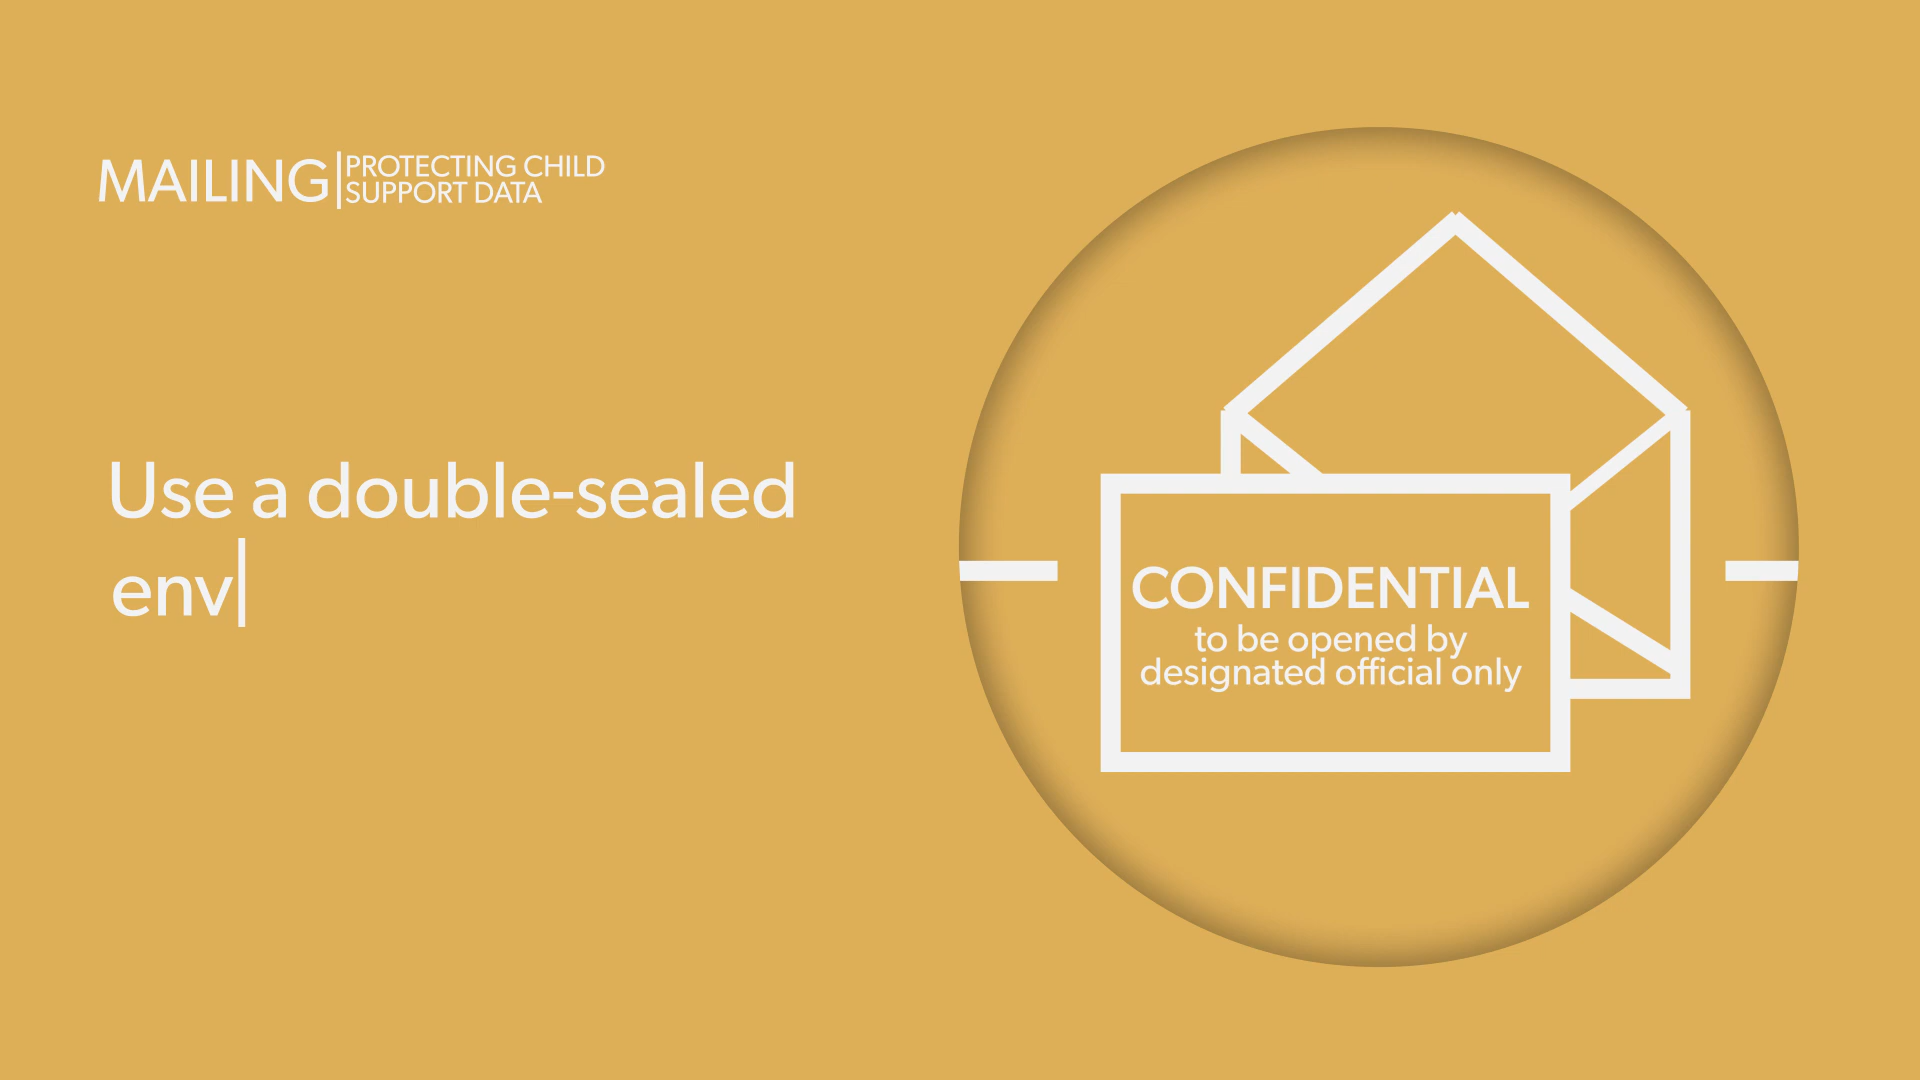 MAILING
PROTECTING CHILD
SUPPORT DATA
Use a double-sealed
env
CONFIDENTIAL
to be opened by
designated official only